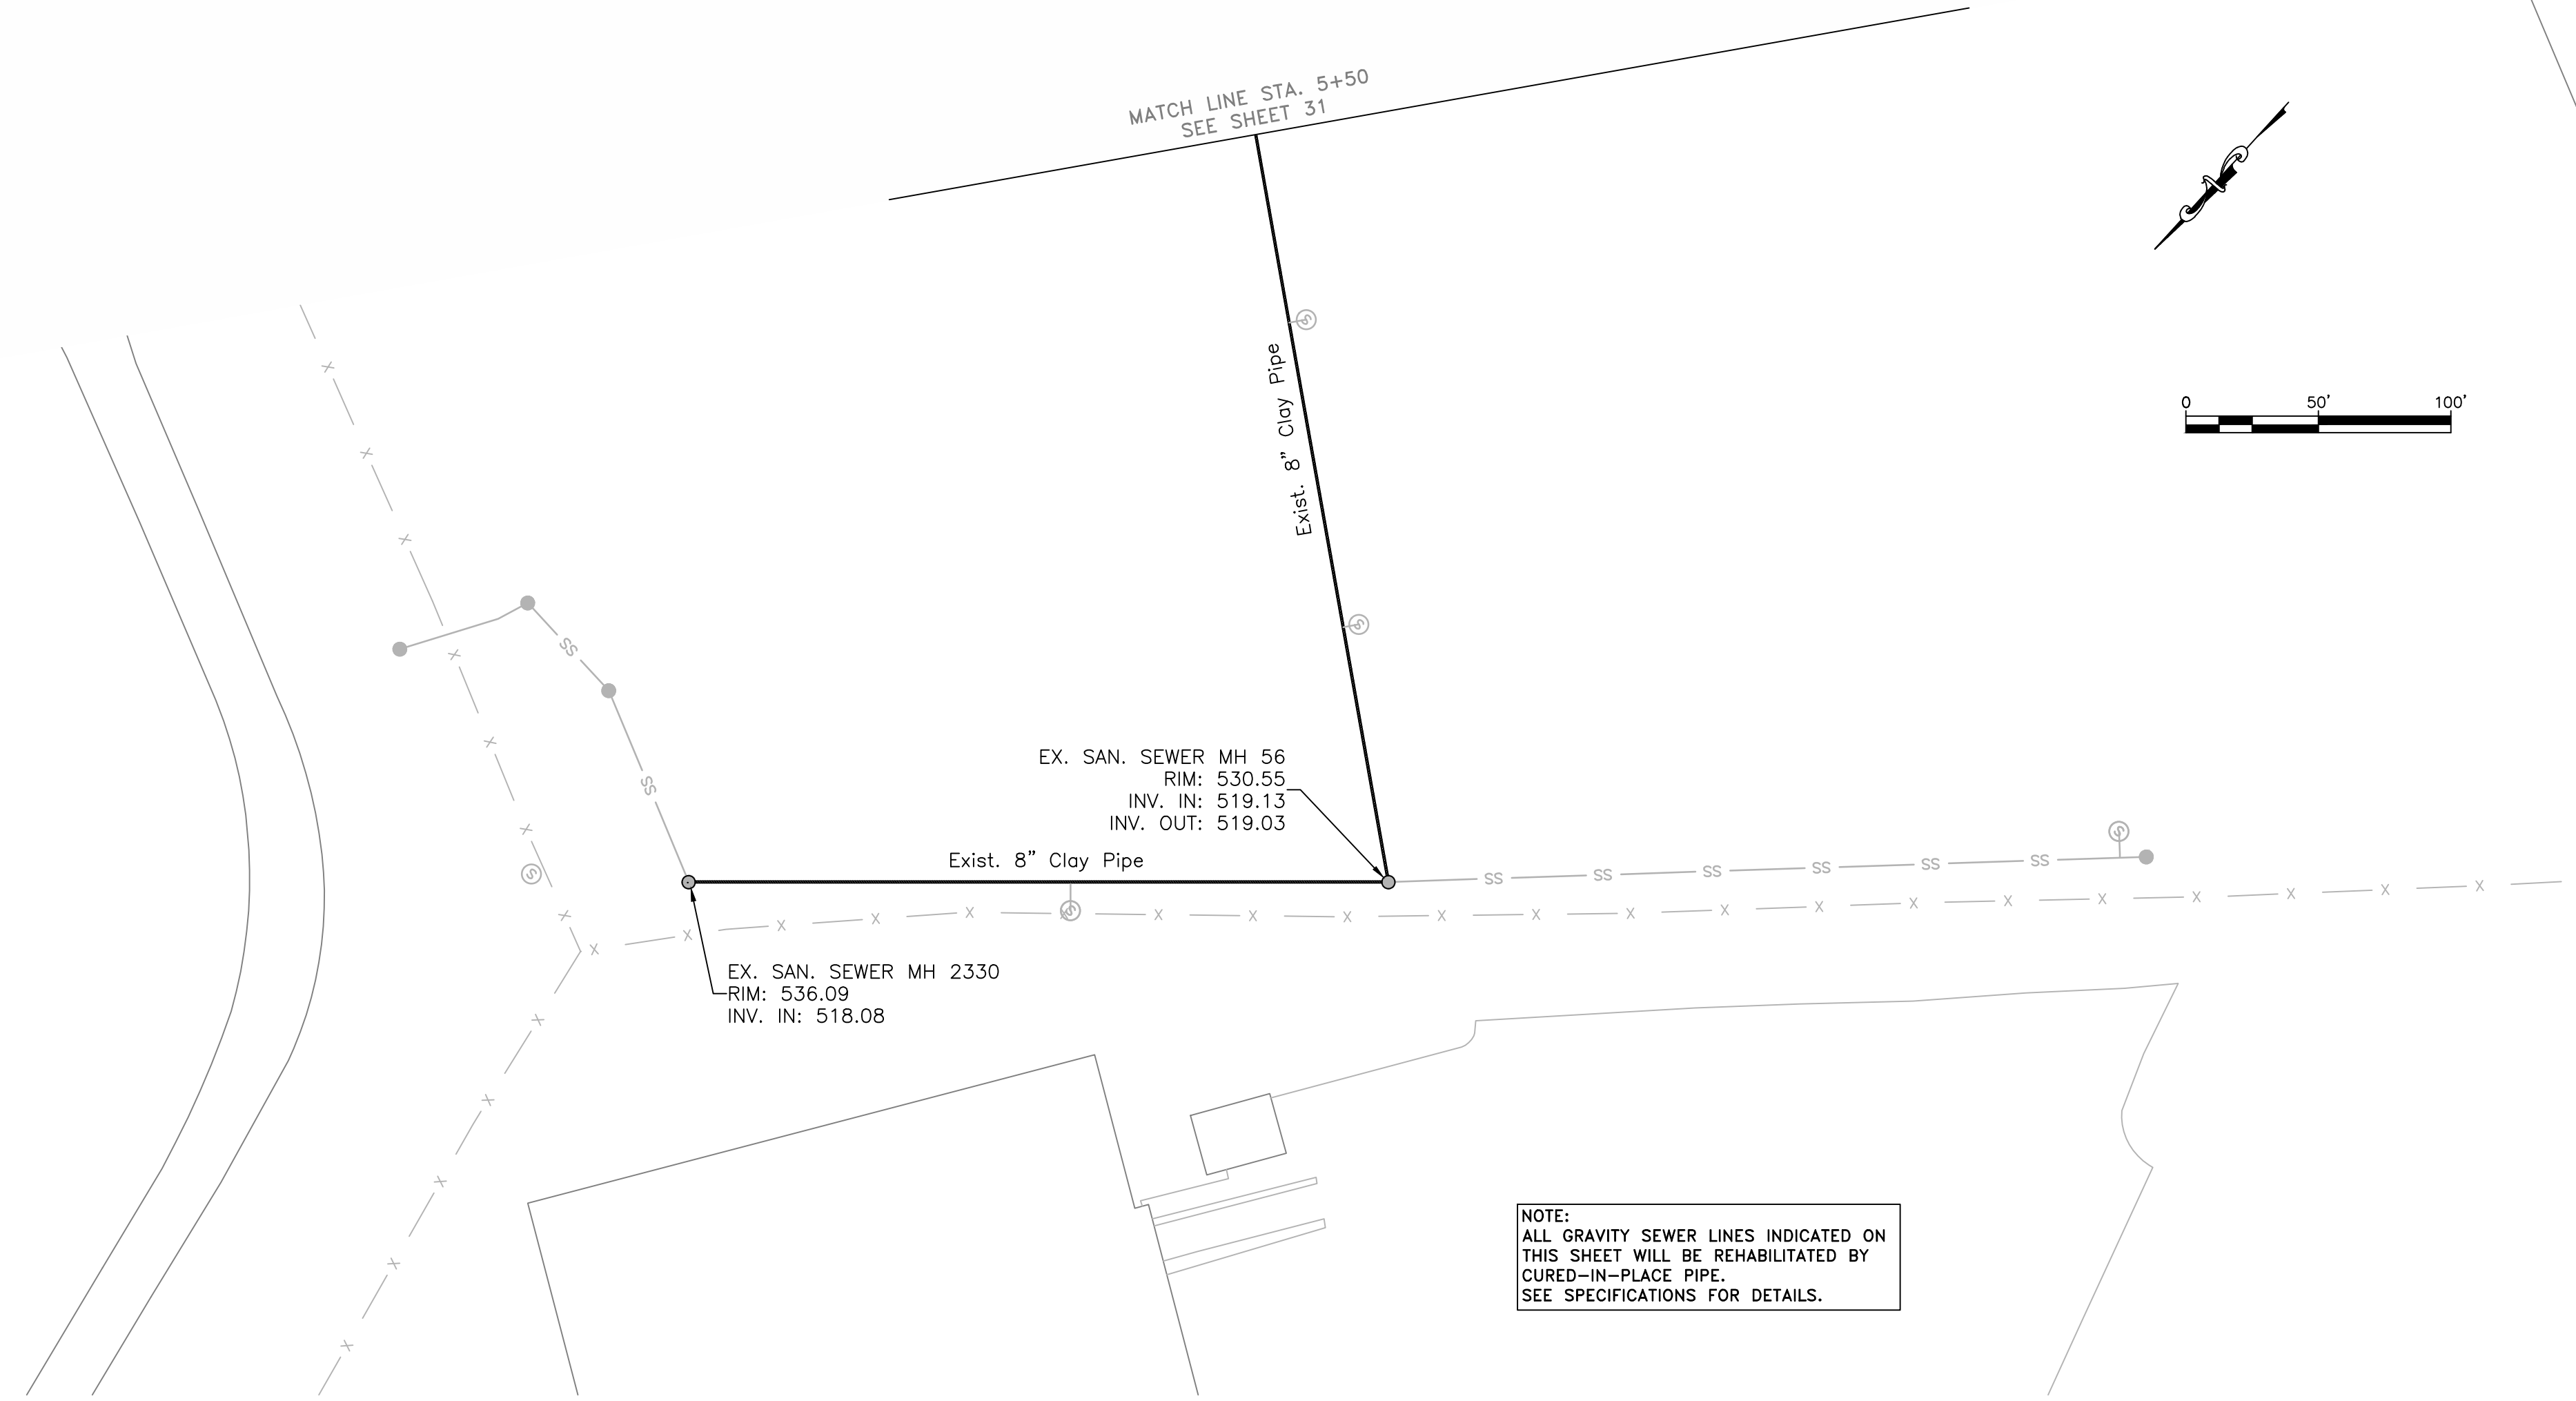 MATCH LINE STA. 5+50
SEE SHEET 31
0 50' 100'
Exist. 8" Clay Pipe
EX. SAN. SEWER MH 56
RIM: 530.55
INV. IN: 519.13
INV. OUT: 519.03
Exist. 8" Clay Pipe
EX. SAN. SEWER MH 2330
RIM: 536.09
INV. IN: 518.08
SS
SS
SS
SS
SS
SS
SS
SS
S
S
S
S
S
NOTE:
ALL GRAVITY SEWER LINES INDICATED ON
THIS SHEET WILL BE REHABILITATED BY
CURED-IN-PLACE PIPE.
SEE SPECIFICATIONS FOR DETAILS.